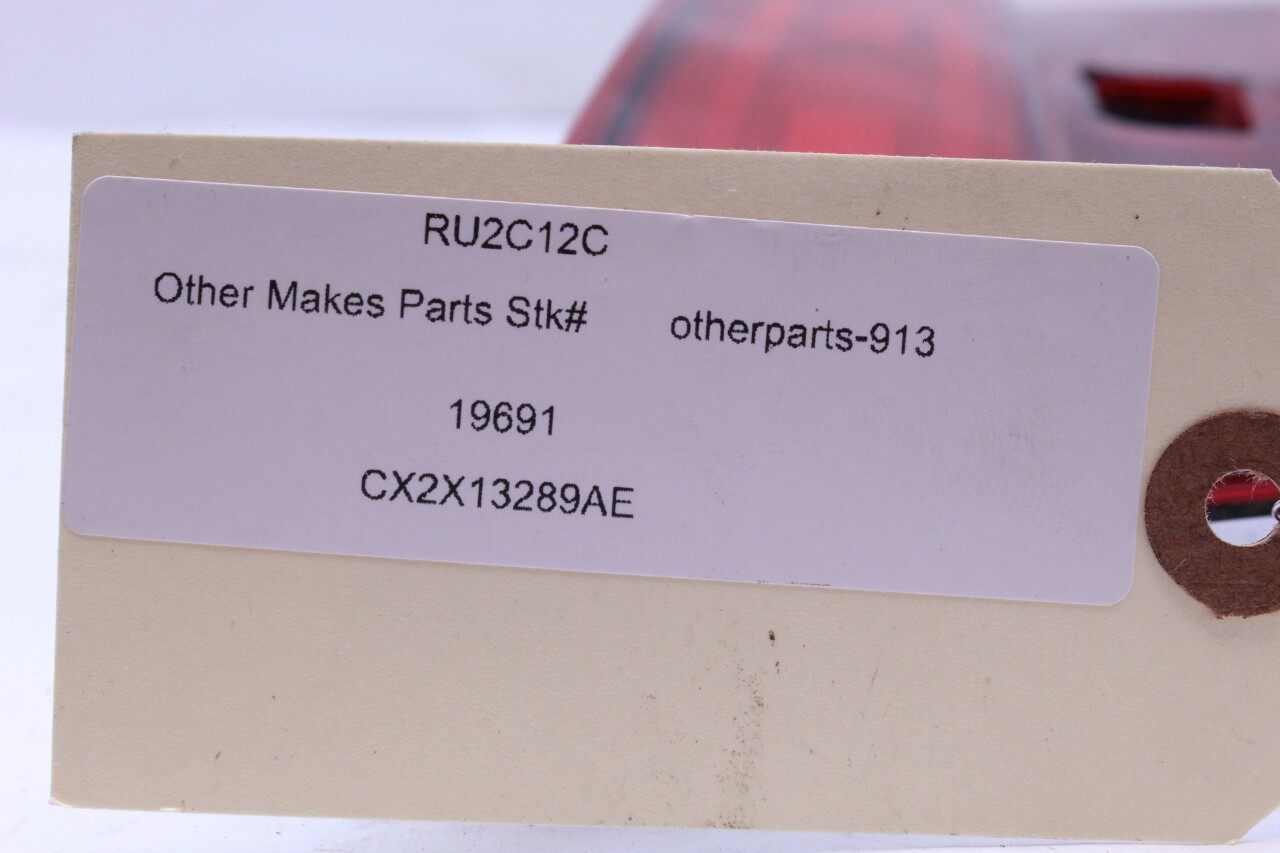 RU2C12C
Other Makes Parts Stk# otherparts-913
19691
CX2X13289AE